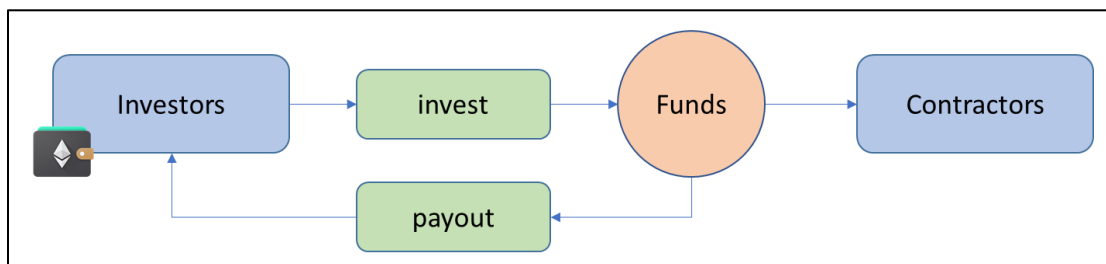 Investors
invest
Funds
Contractors
payout